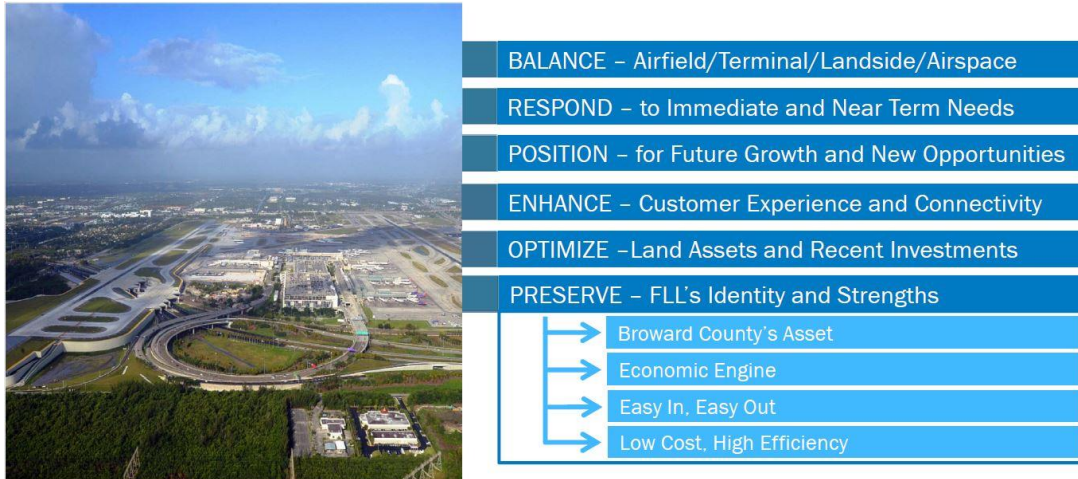 BALANCE – Airfield/Terminal/Landside/Airspace
RESPOND – to Immediate and Near Term Needs
POSITION – for Future Growth and New Opportunities
ENHANCE – Customer Experience and Connectivity
OPTIMIZE –Land Assets and Recent Investments
PRESERVE – FLL's Identity and Strengths
Broward County's Asset
Economic Engine
Easy In, Easy Out
Low Cost, High Efficiency